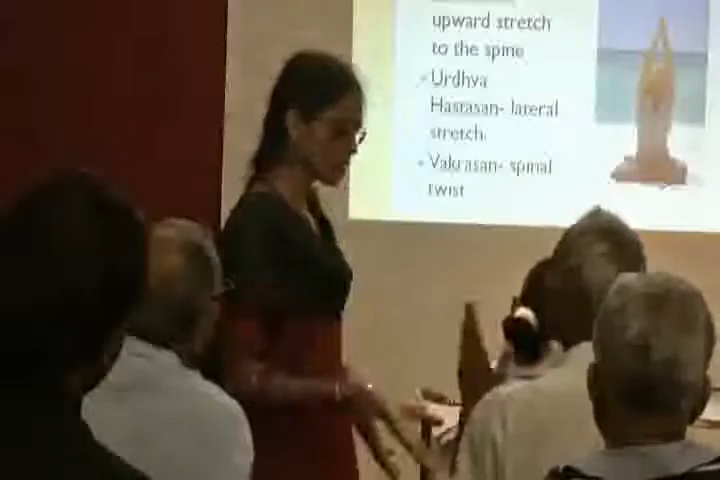 upward stretch
to the spine
Urdhva
Hastasan- lateral
stretch.
Vakrasan- spinal
twist